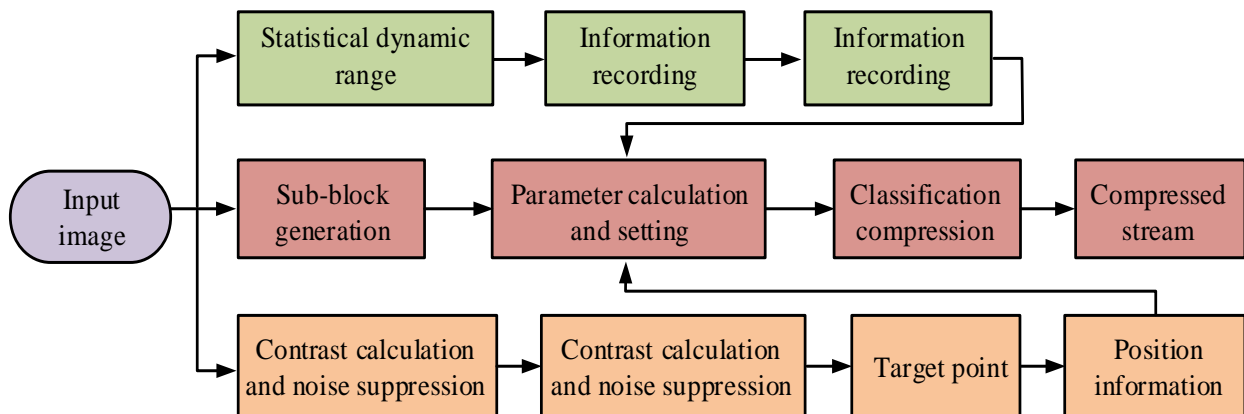 Statistical dynamic
range
Information
recording
Information
recording
Input
image
Sub-block
generation
Parameter calculation
and setting
Classification
compression
Compressed
stream
Contrast calculation
and noise suppression
Contrast calculation
and noise suppression
Target point
Position
information